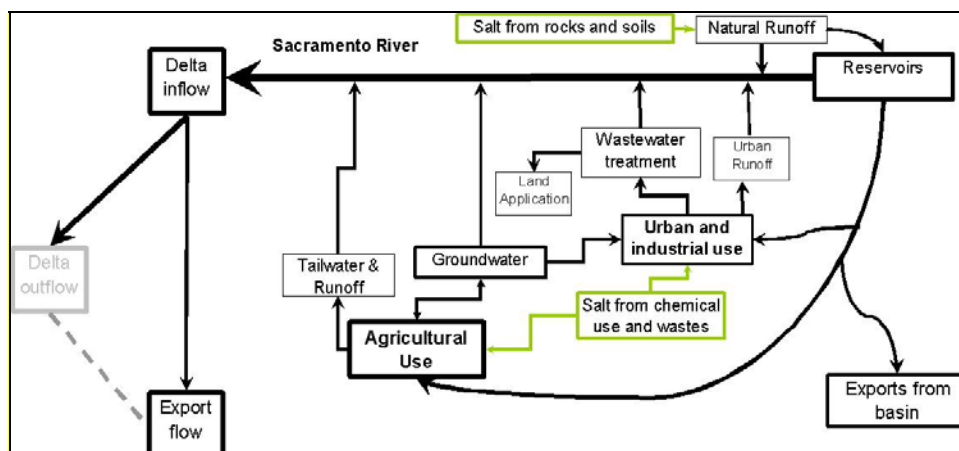 Salt from rocks and soils
Natural Runoff
Sacramento River
Delta
inflow
Reservoirs
Wastewater
treatment
Urban
Runoff
Land
Application
Urban and
industrial use
Delta
outflow
Tailwater &
Runoff
Groundwater
Salt from chemical
use and wastes
Agricultural
Use
Export
flow
Exports from
basin